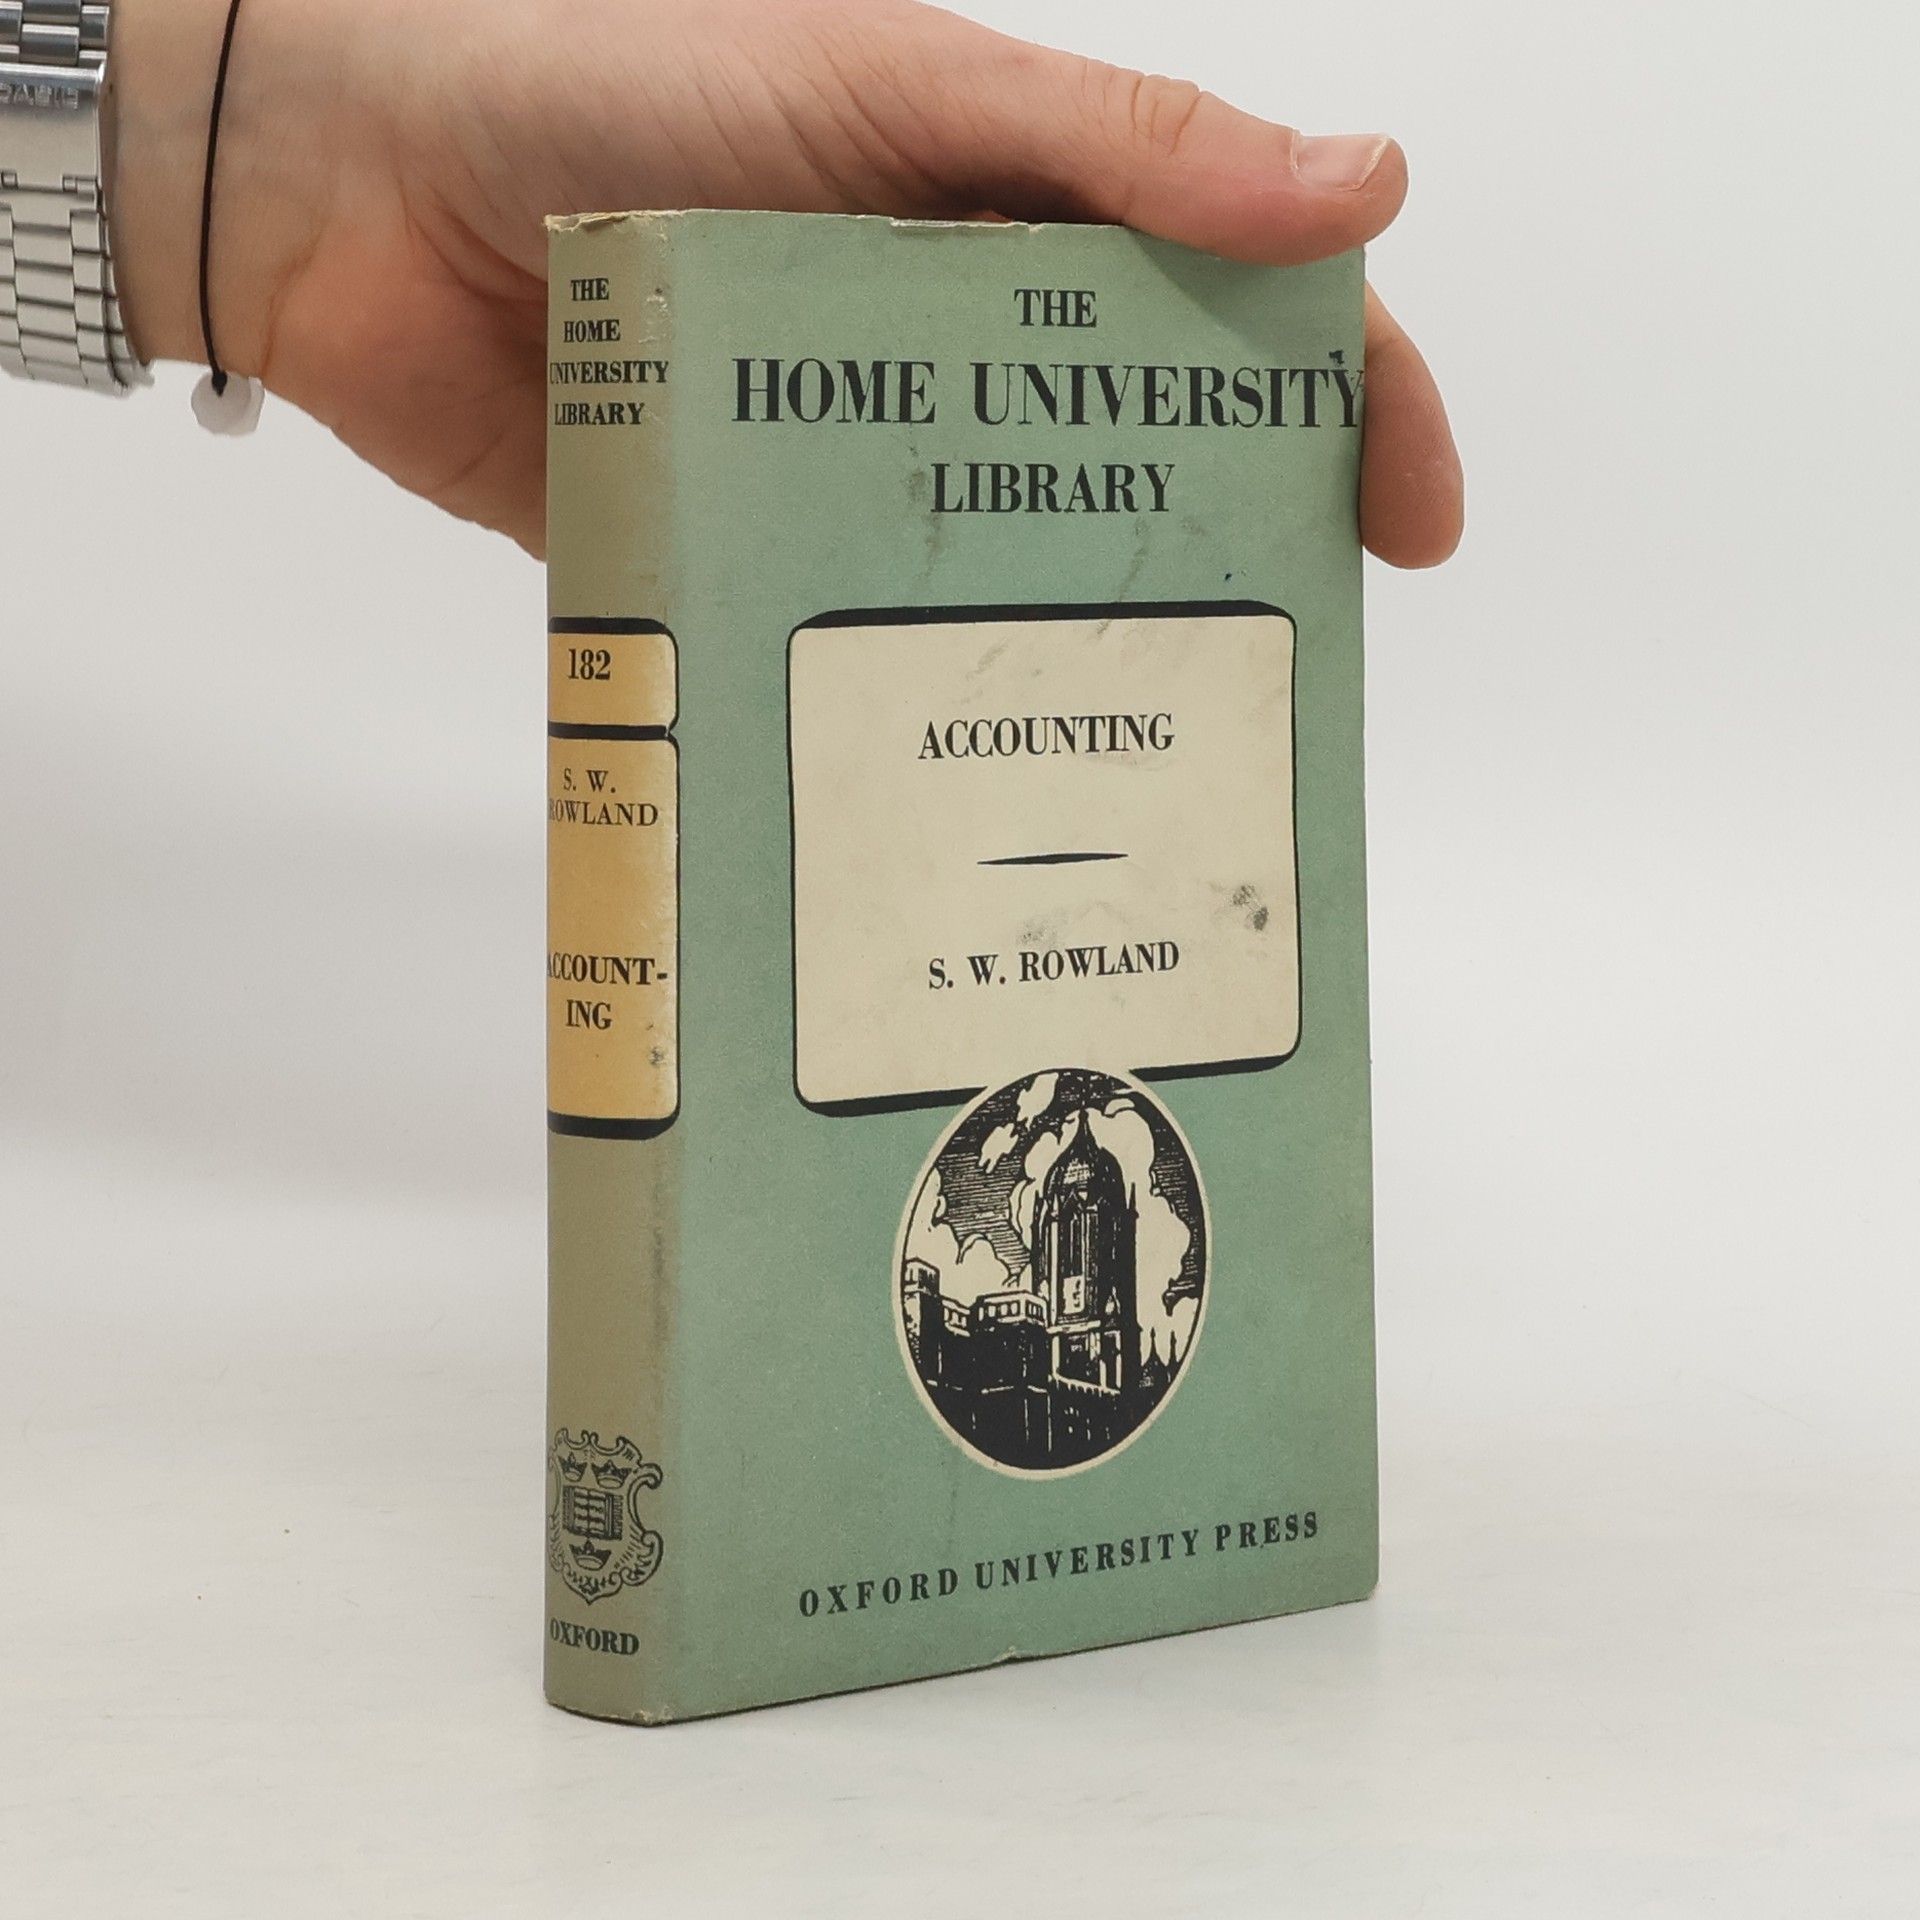 THE
HOME
UNIVERSITY
LIBRARY
182
S. W.
ROWLAND
ACCOUNT-
ING
OXFORD
THE
HOME UNIVERSITY
LIBRARY
ACCOUNTING
S. W. ROWLAND
OXFORD UNIVERSITY PRESS